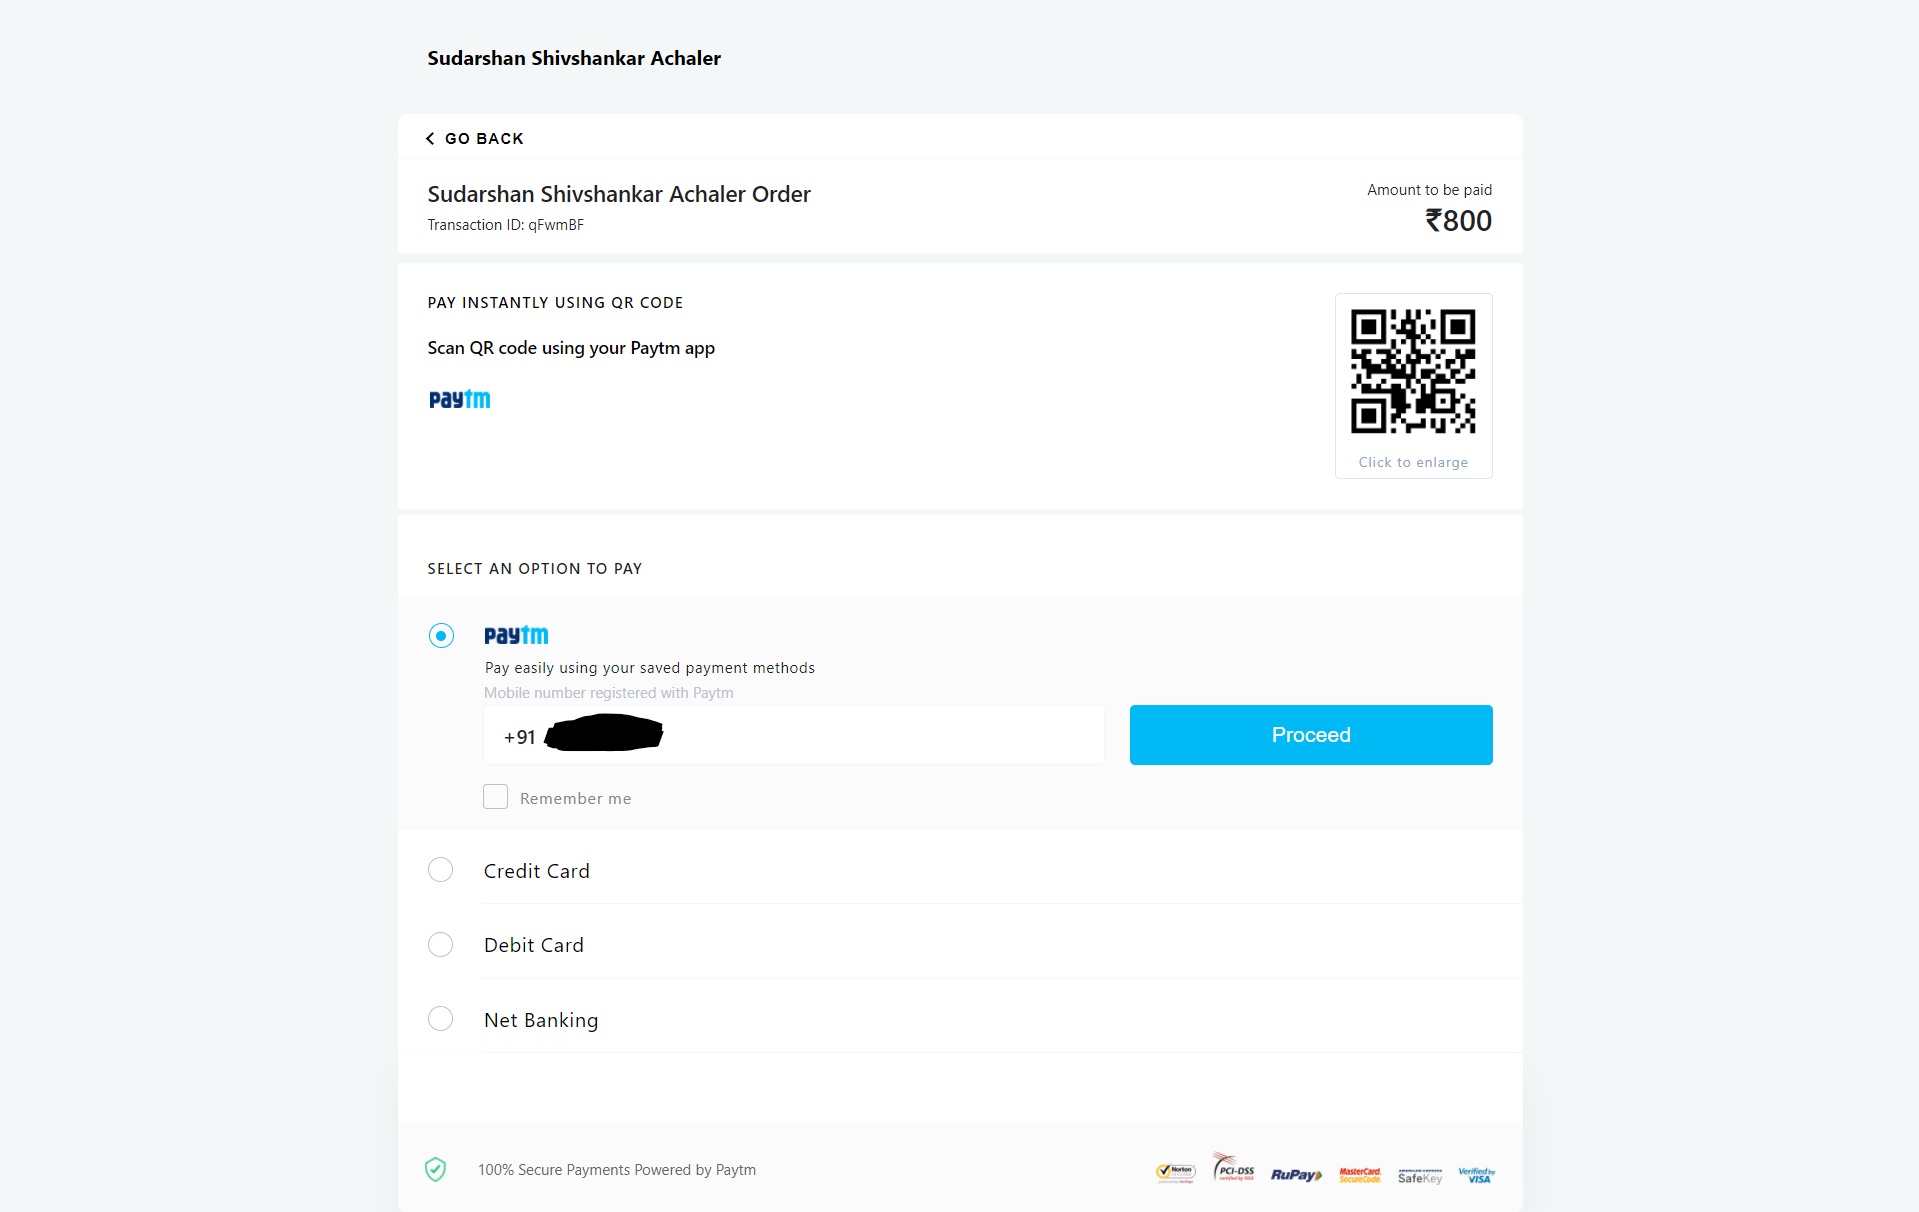 Sudarshan Shivshankar Achaler
GO BACK
Sudarshan Shivshankar Achaler Order
Transaction ID: qFwmBF
Amount to be paid
₹800
PAY INSTANTLY USING QR CODE
Scan QR code using your Paytm app
paytm
Click to enlarge
SELECT AN OPTION TO PAY
paytm
Pay easily using your saved payment methods
Mobile number registered with Paytm
+91
Proceed
Remember me
Credit Card
Debit Card
Net Banking
100% Secure Payments Powered by Paytm
Norton
PCI-DSS
RuPay
MasterCard.
SecureCode.
AMERICAN EXPRESS
SafeKey
Verified by
VISA